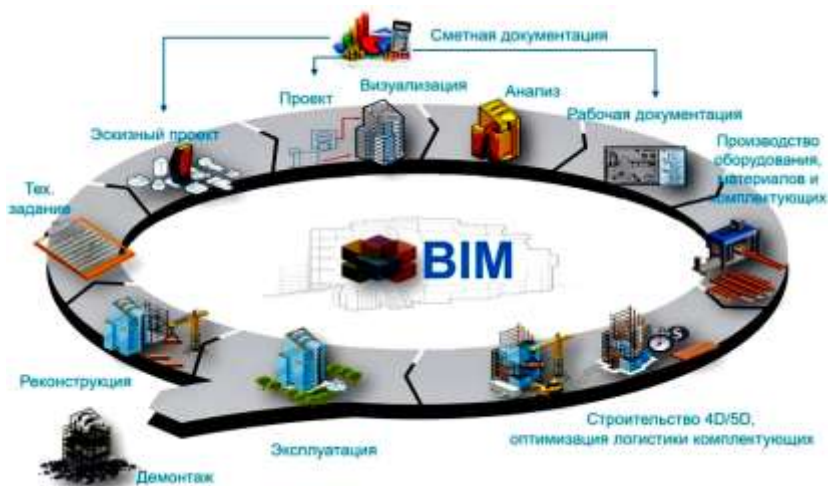 Сметная документация
Визуализация
Проект
Анализ
Рабочая документация
Эскизный проект
Производство
оборудования,
материалов и
комплектующих
Тех.
задание
BIM
Реконструкция
Строительство 4D/5D,
оптимизация логистики комплектующих
Эксплуатация
Демонтаж